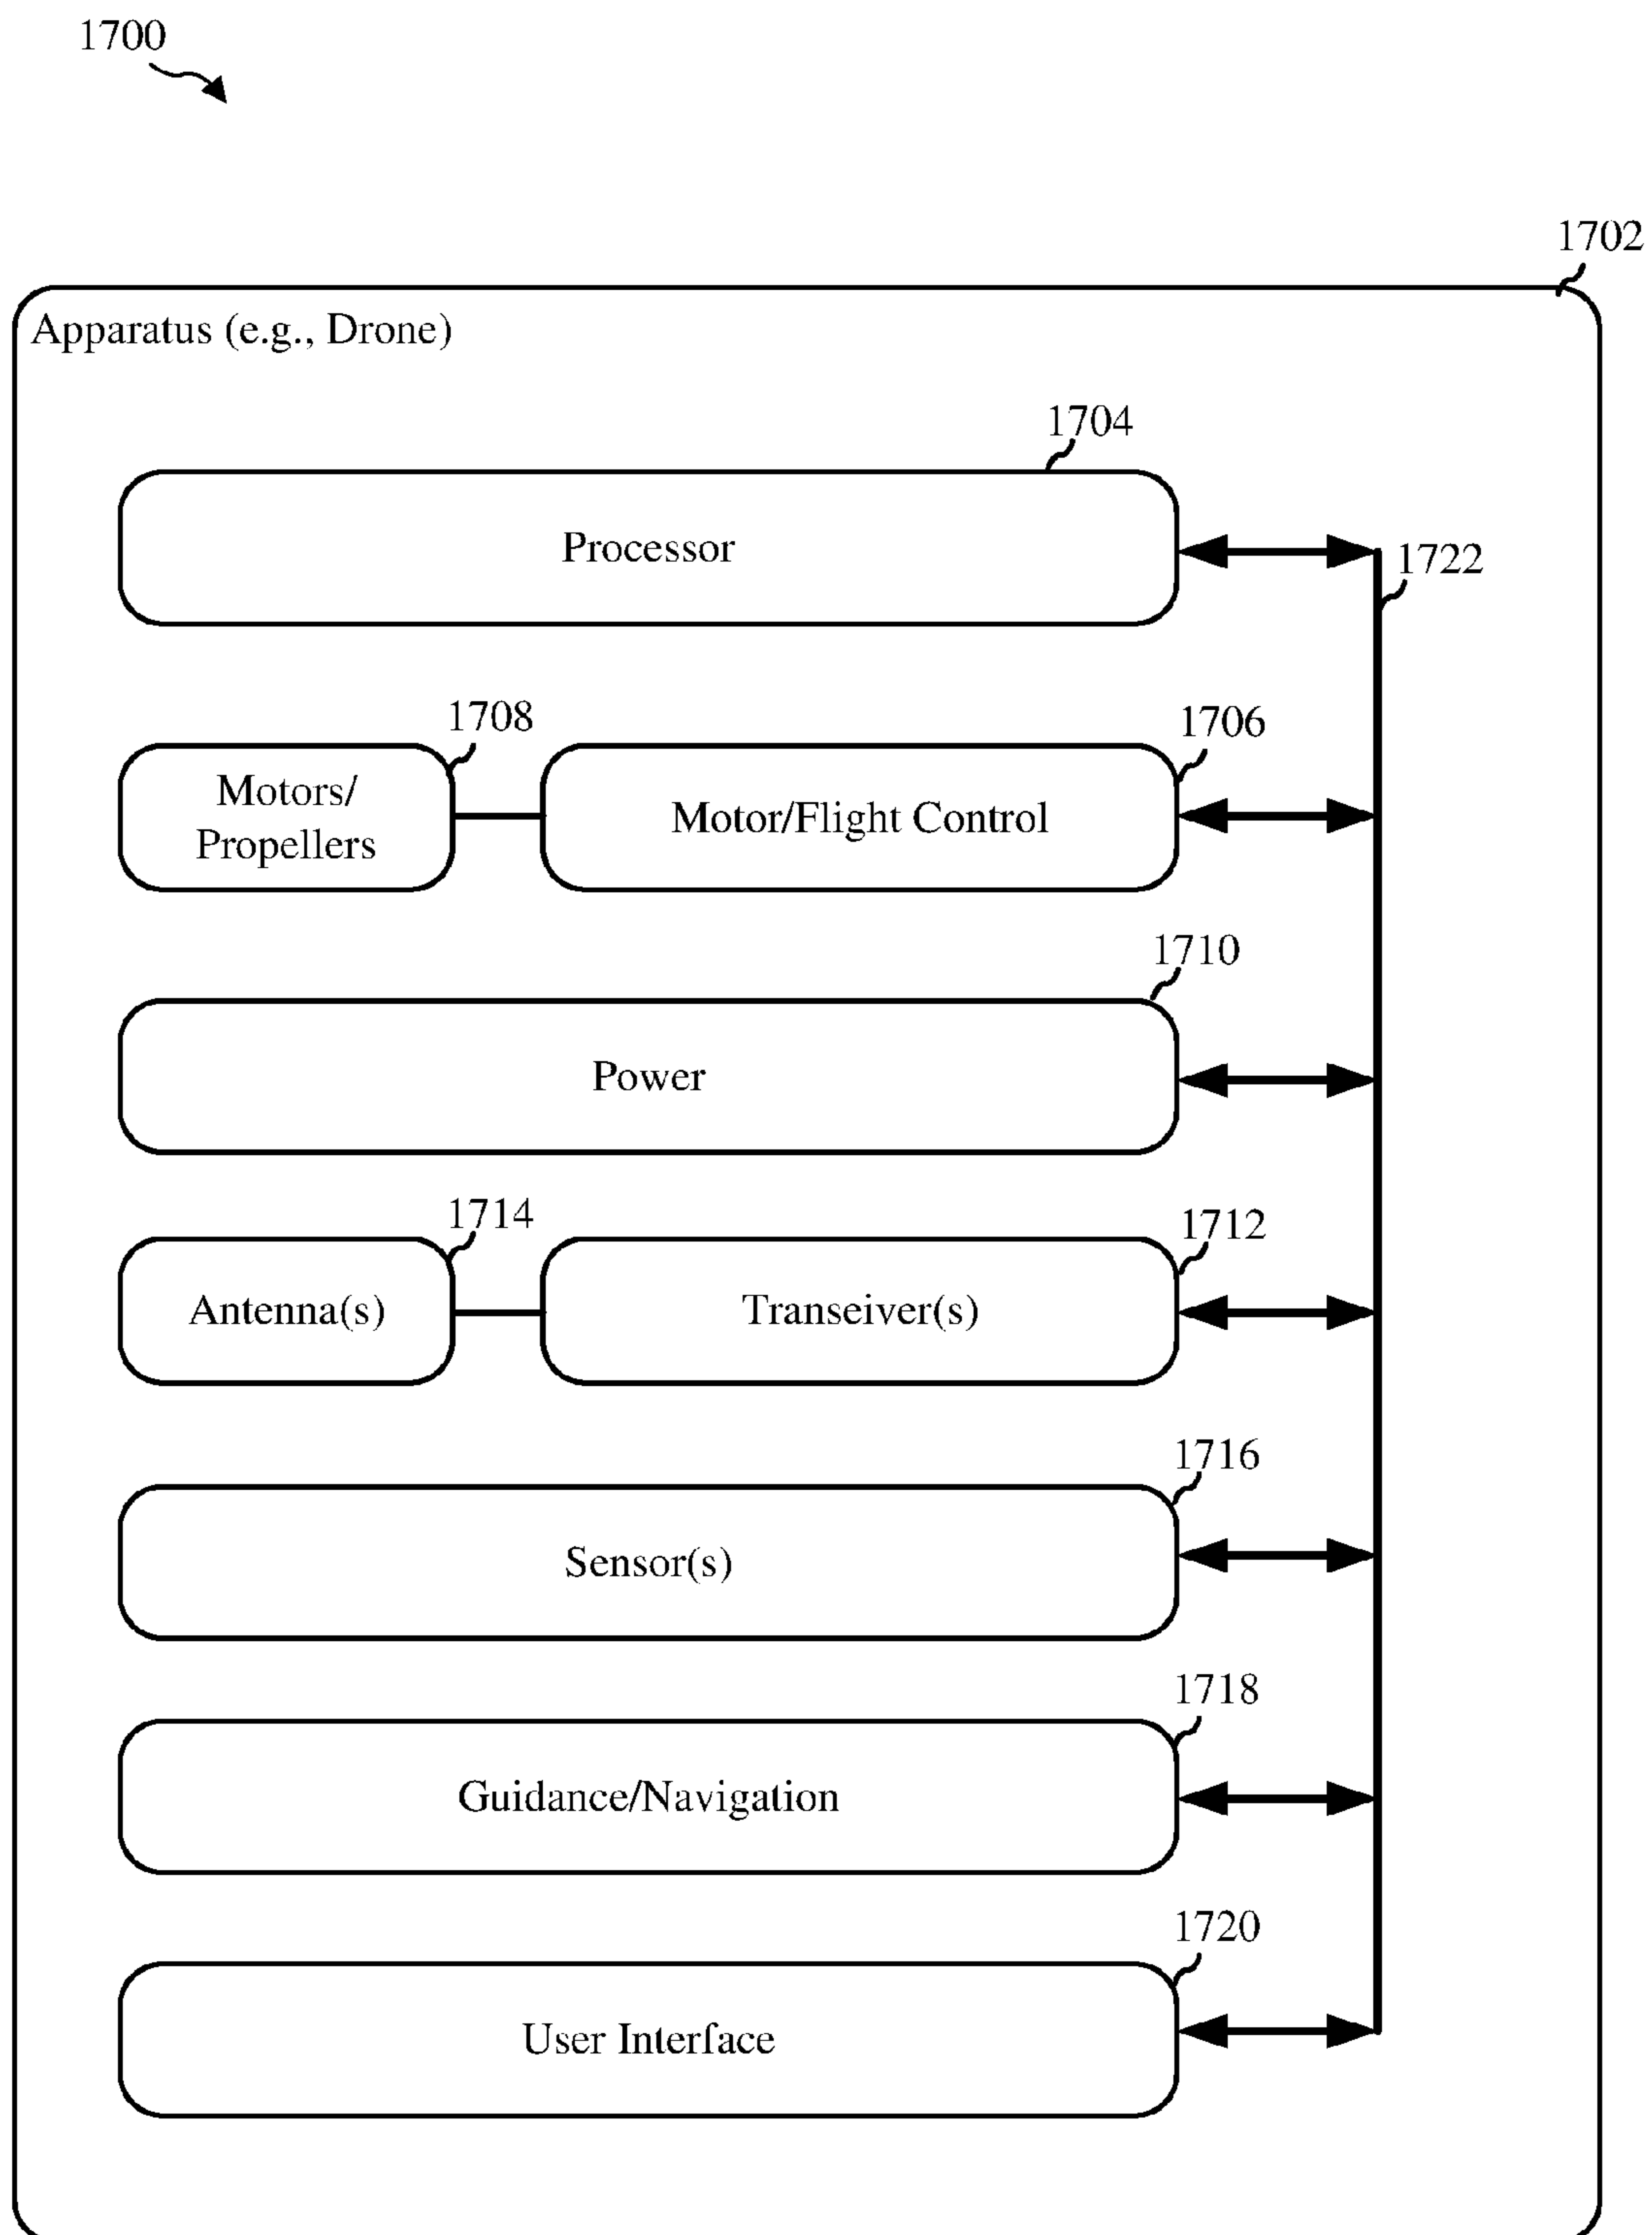 1700
1702
Apparatus (e.g., Drone)
1704
Processor
1722
1708
1706
Motors/
Propellers
Motor/Flight Control
1710
Power
1714
1712
Antenna(s)
Transeiver(s)
1716
Sensor(s)
1718
Guidance/Navigation
1720
User Interface